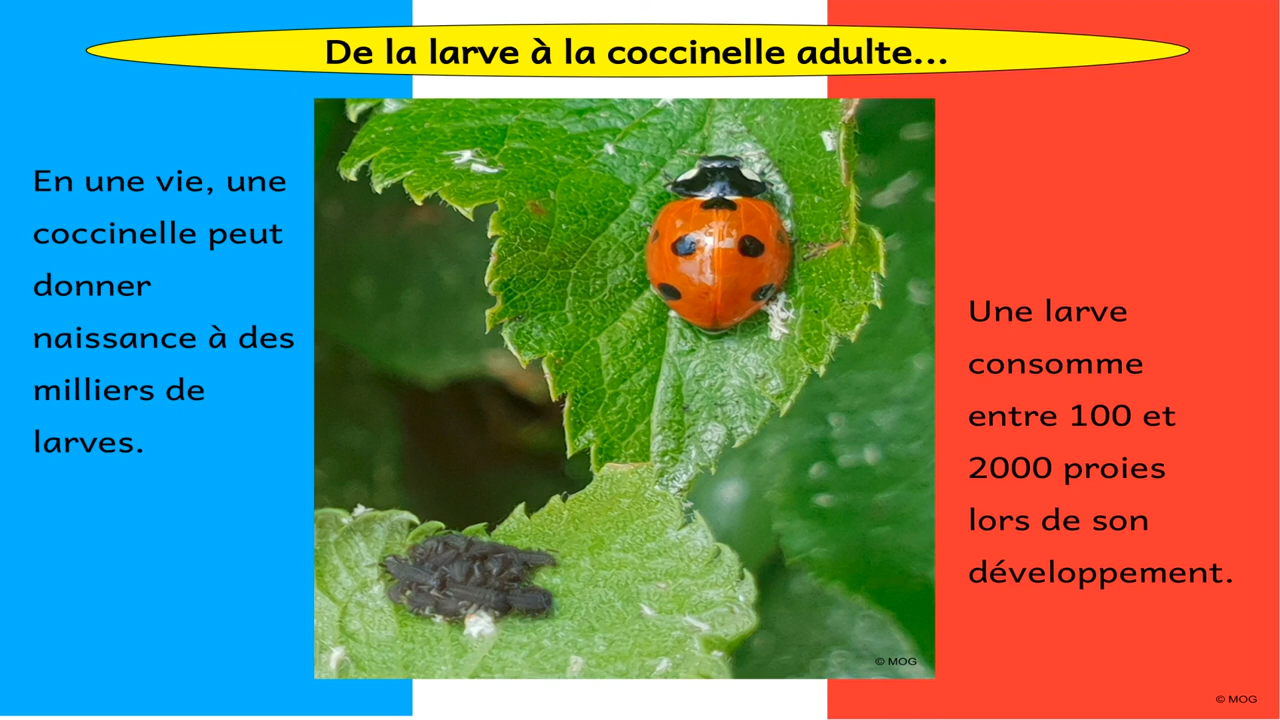 De la larve à la coccinelle adulte...
En une vie, une
coccinelle peut
donner
naissance à des
milliers de
larves.
Une larve
consomme
entre 100 et
2000 proies
lors de son
développement.
© MOG
© MOG